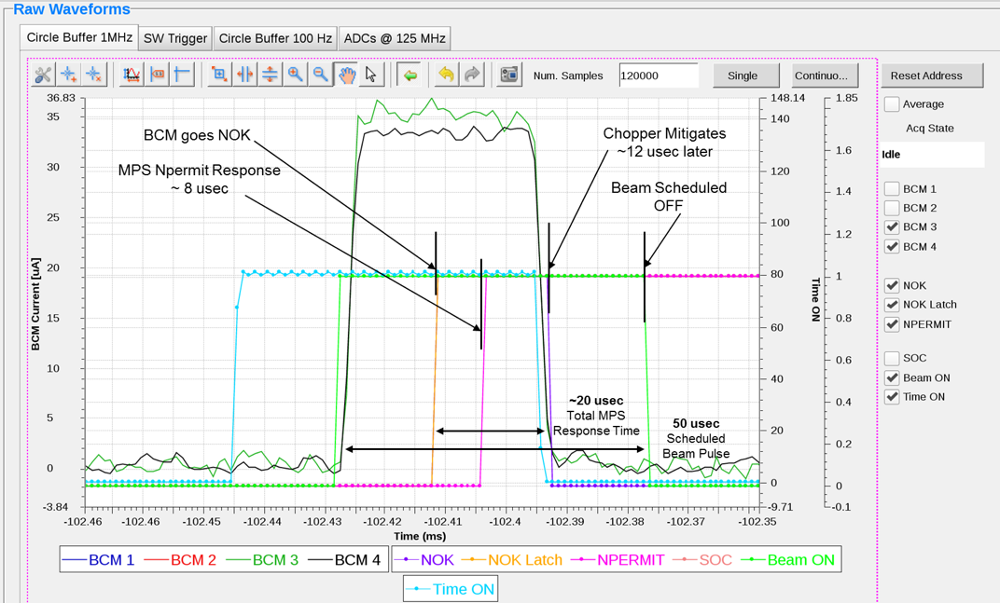 Raw Waveforms
Circle Buffer 1MHz
SW Trigger
Circle Buffer 100 Hz
ADCs @ 125 MHz
Num. Samples
120000
Single
Continuo...
Reset Address
Average
Acq State
Idle
BCM 1
BCM 2
BCM 3
BCM 4
NOK
NOK Latch
NPERMIT
SOC
Beam ON
Time ON
36.83
35
30
25
20
15
10
5
0
-3.84
BCM Current [uA]
148.14
140
120
100
80
60
40
20
0
-9.71
1.85
1.6
1.4
1.2
1
0.8
0.6
0.4
0.2
0
-0.1
Time ON
BCM goes NOK
MPS Npermit Response
~ 8 usec
Chopper Mitigates
~12 usec later
Beam Scheduled
OFF
~20 usec
Total MPS
Response Time
50 usec
Scheduled
Beam Pulse
-102.46
-102.46
-102.45
-102.44
-102.43
-102.42
-102.41
-102.4
-102.39
-102.38
-102.37
-102.35
Time (ms)
BCM 1
BCM 2
BCM 3
BCM 4
NOK
NOK Latch
NPERMIT
SOC
Beam ON
Time ON